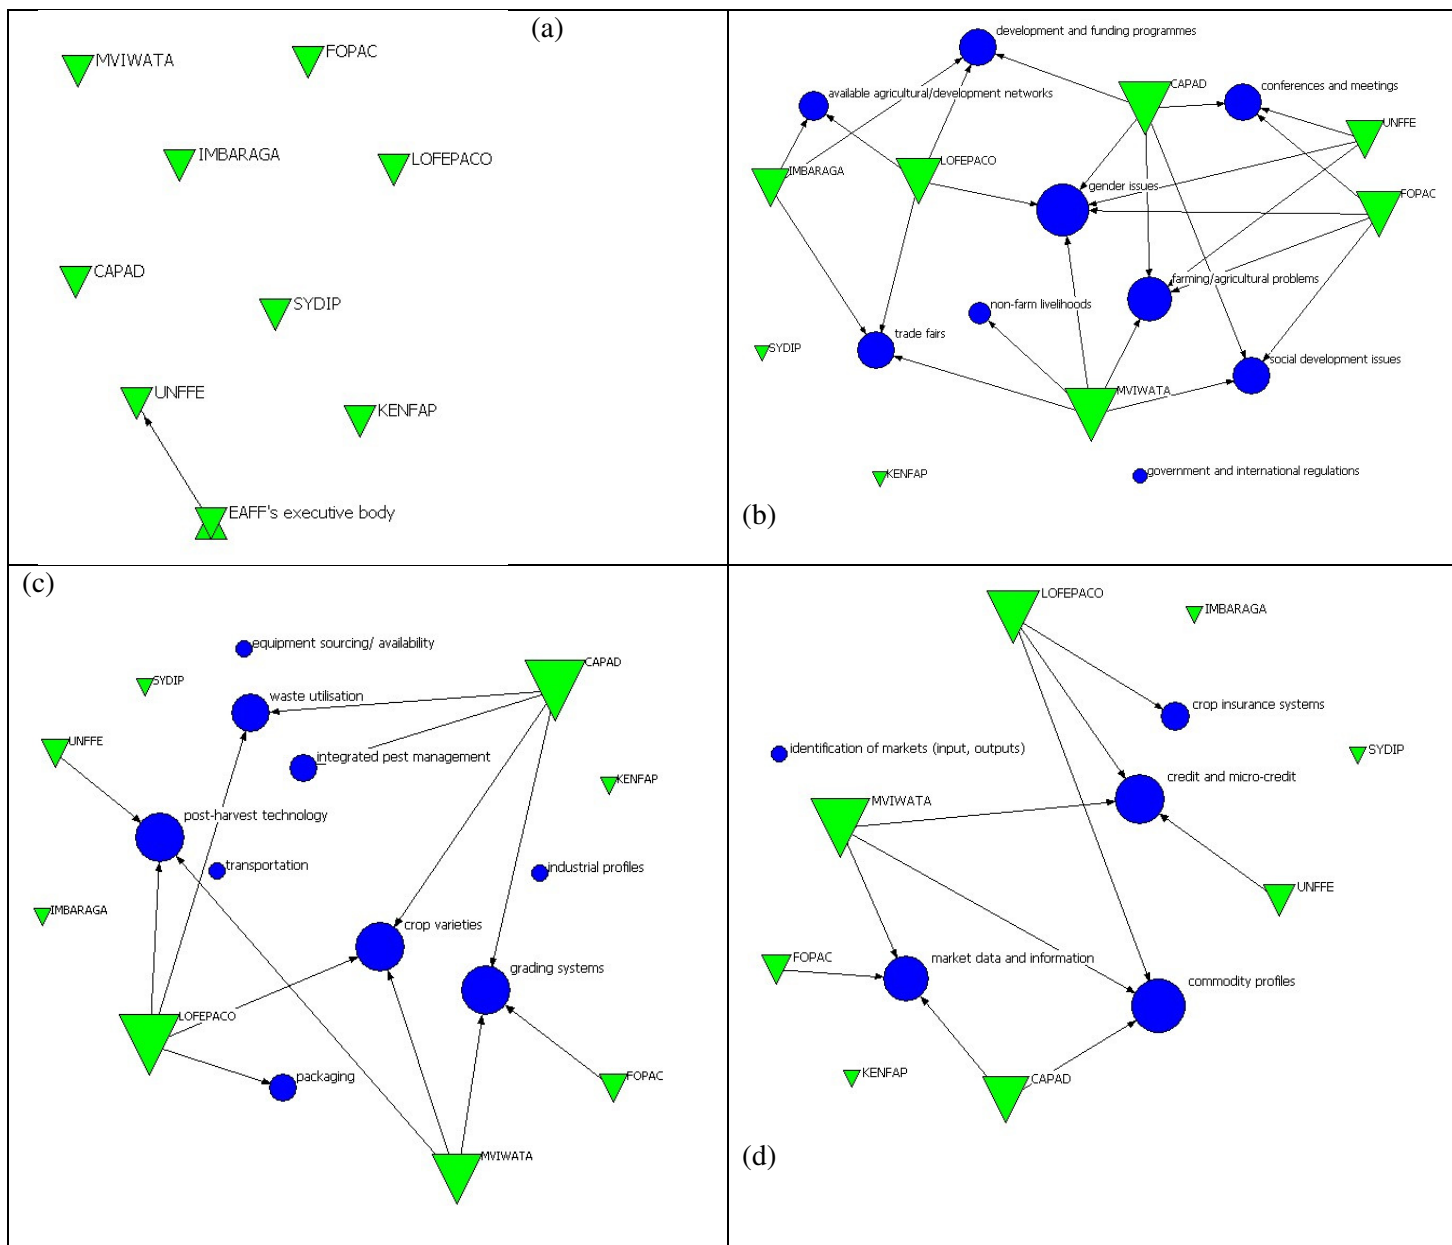 (a)
FOPAC
MVIWATA
IMBARAGA
LOFEPACO
CAPAD
SYDIP
UNFFE
KENFAP
EAFF's executive body
development and funding programmes
CAPAD
available agricultural/development networks
conferences and meetings
UNFFE
LOFEPACO
IMBARAGA
gender issues
FOPAC
farming/agricultural problems
non-farm livelihoods
trade fairs
SYDIP
social development issues
MVIWATA
KENFAP
government and international regulations
(b)
(c)
equipment sourcing/ availability
CAPAD
SYDIP
waste utilisation
UNFFE
integrated pest management
KENFAP
post-harvest technology
transportation
industrial profiles
IMBARAGA
crop varieties
grading systems
LOFEPACO
packaging
FOPAC
MVIWATA
LOFEPACO
IMBARAGA
crop insurance systems
identification of markets (input, outputs)
SYDIP
credit and micro-credit
MVIWATA
UNFFE
FOPAC
market data and information
commodity profiles
KENFAP
CAPAD
(d)